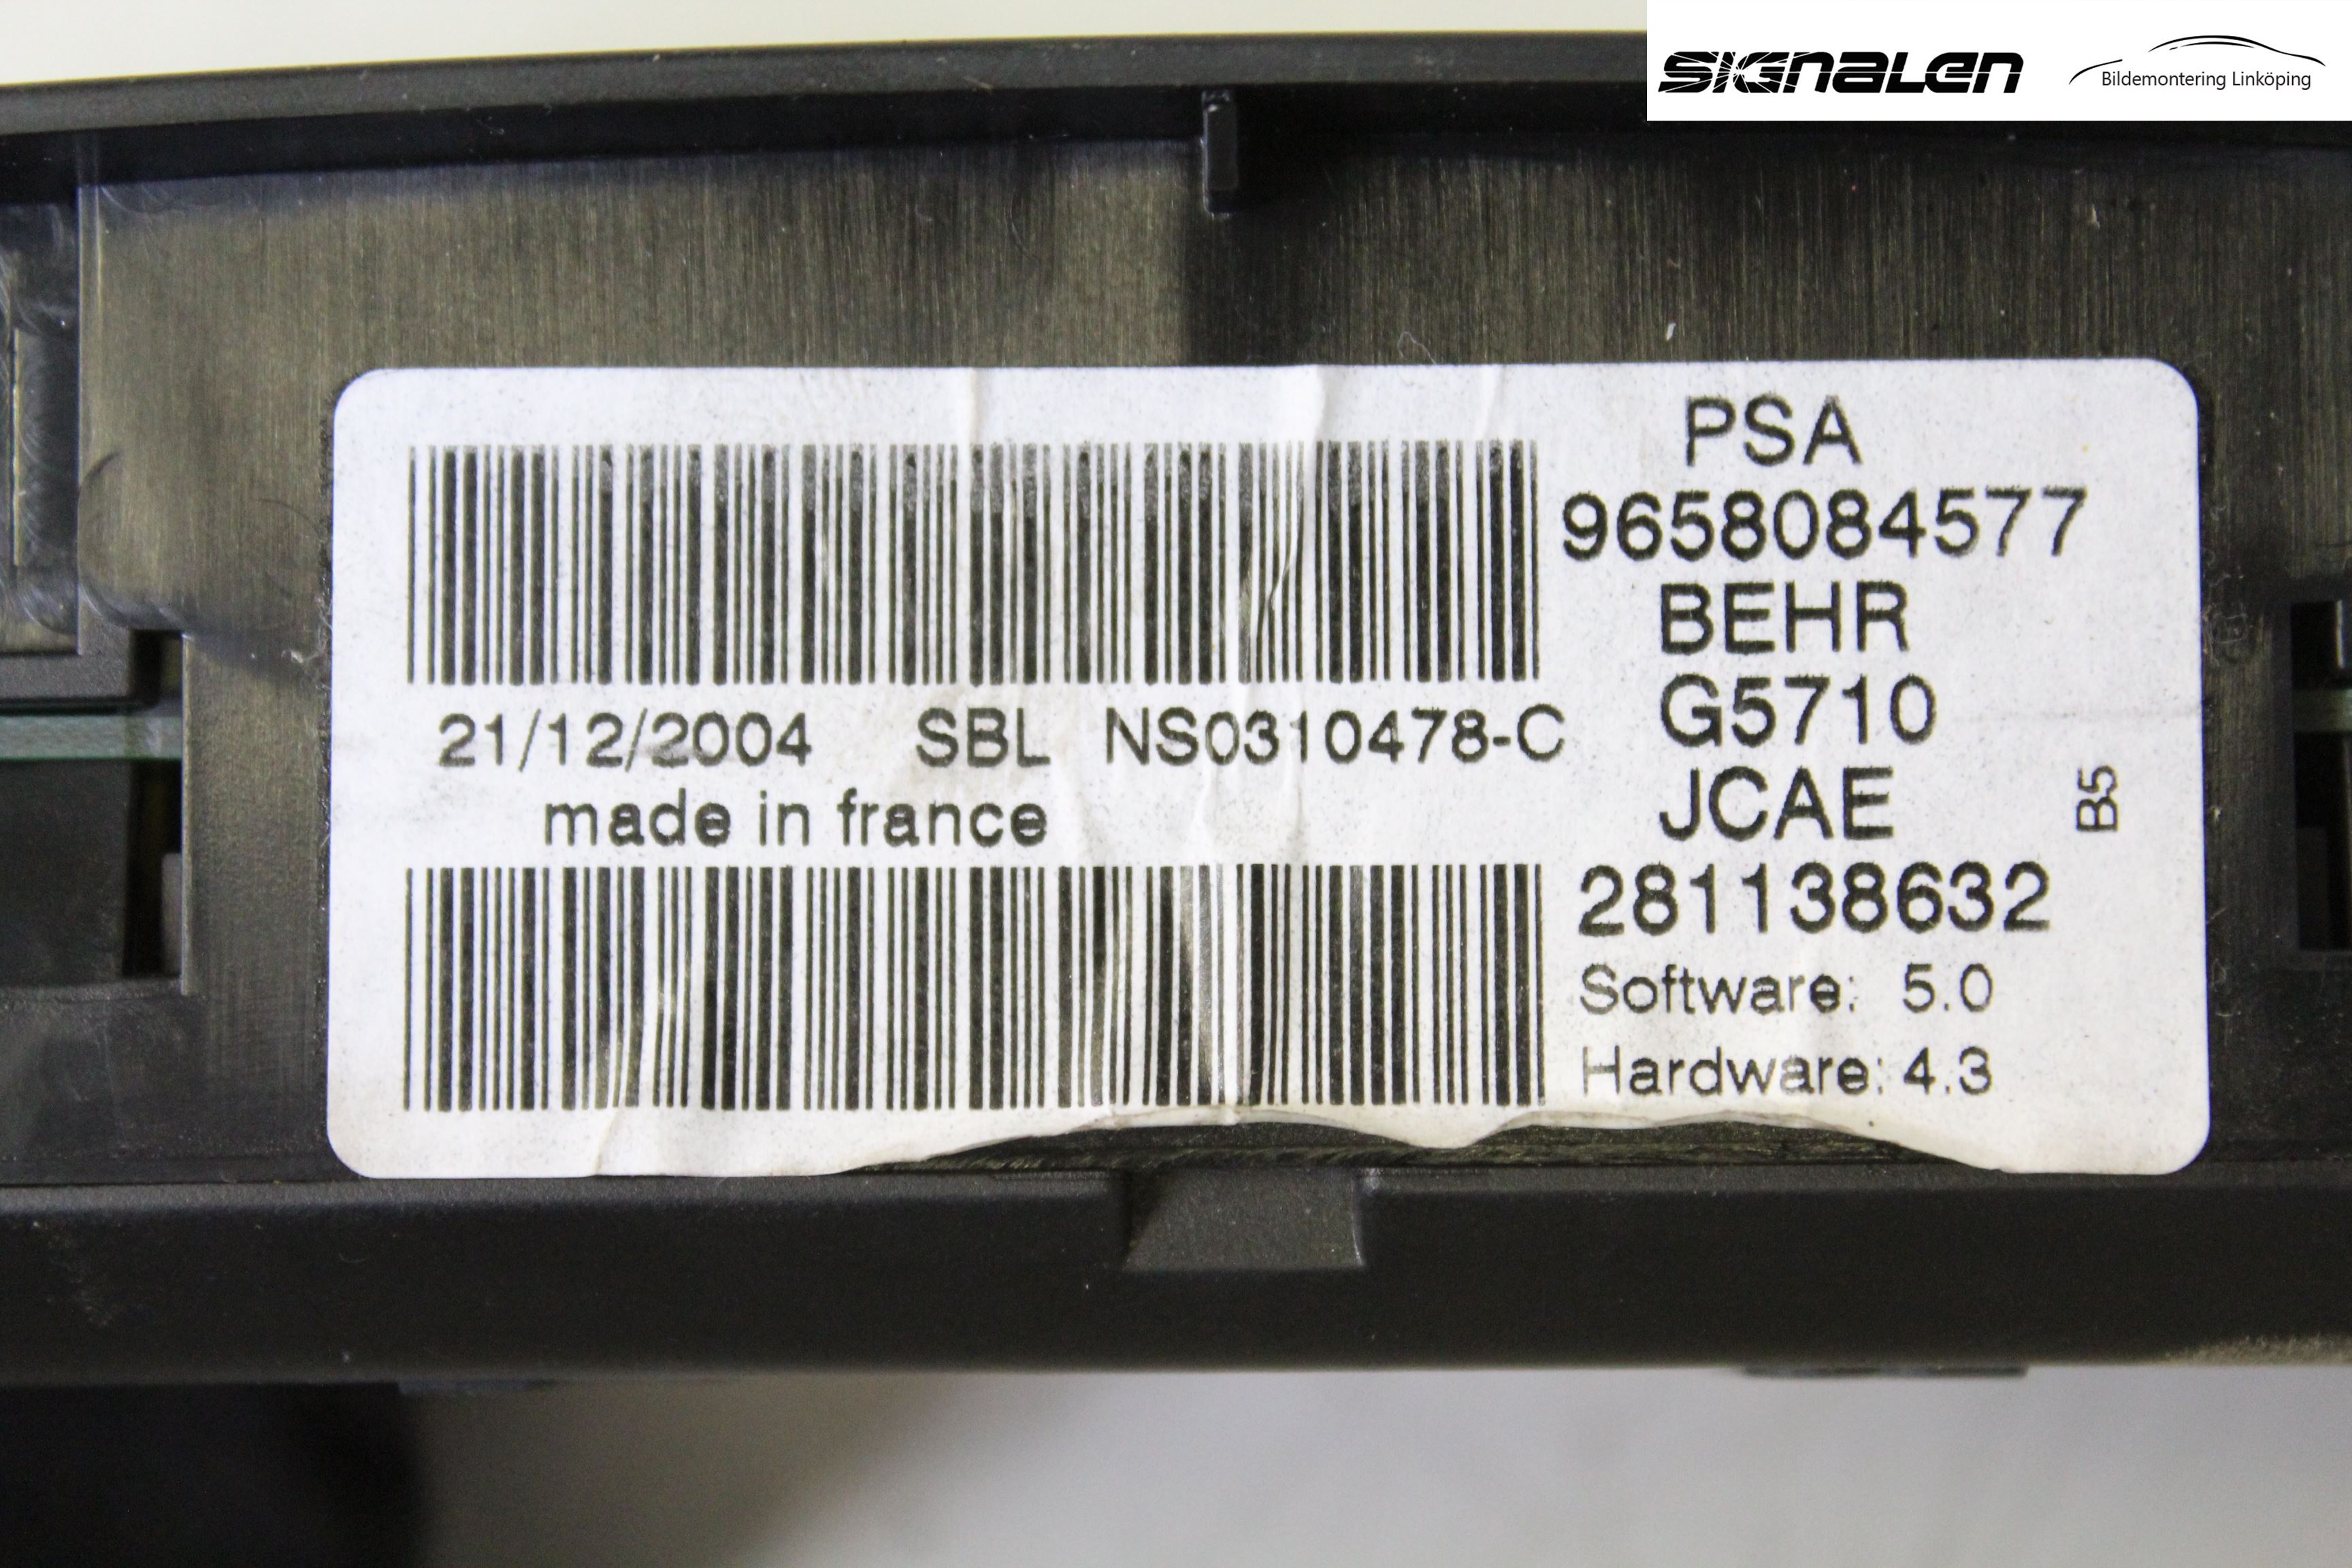 SIGNALEN
Bildemontering Linköping
PSA
9658084577
BEHR
G5710
21/12/2004 SBL NS0310478-C
JCAE
made in france
B5
281138632
Software: 5.0
Hardware: 4.3